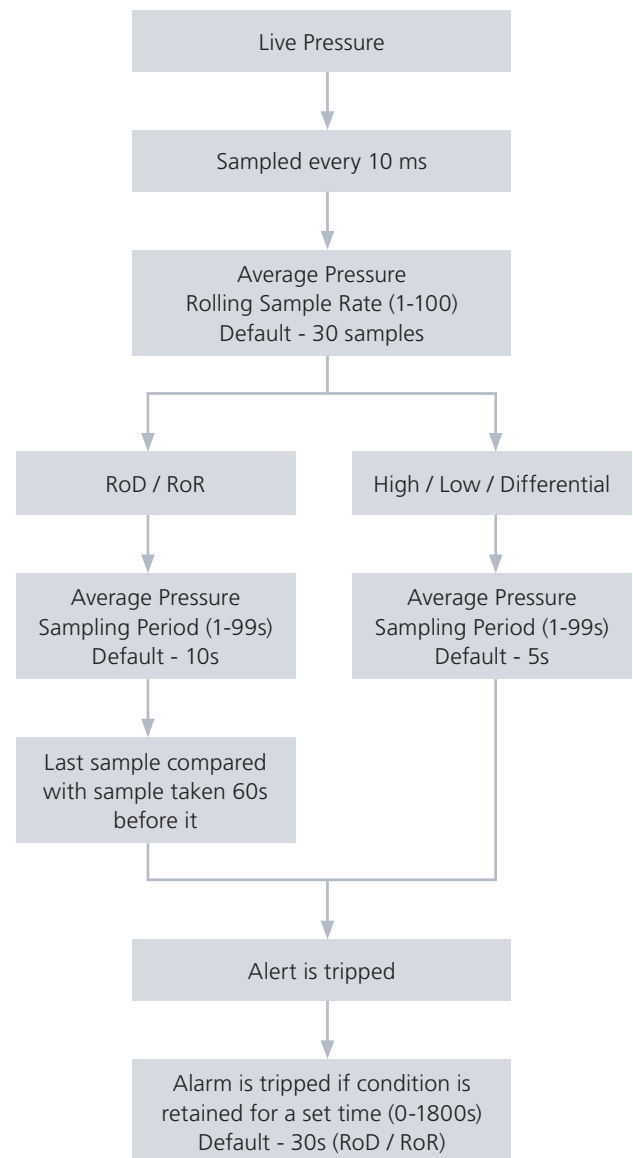 Live Pressure
Sampled every 10 ms
Average Pressure
Rolling Sample Rate (1-100)
Default - 30 samples
RoD / RoR
High / Low / Differential
Average Pressure
Sampling Period (1-99s)
Default - 10s
Average Pressure
Sampling Period (1-99s)
Default - 5s
Last sample compared
with sample taken 60s
before it
Alert is tripped
Alarm is tripped if condition is
retained for a set time (0-1800s)
Default - 30s (RoD / RoR)